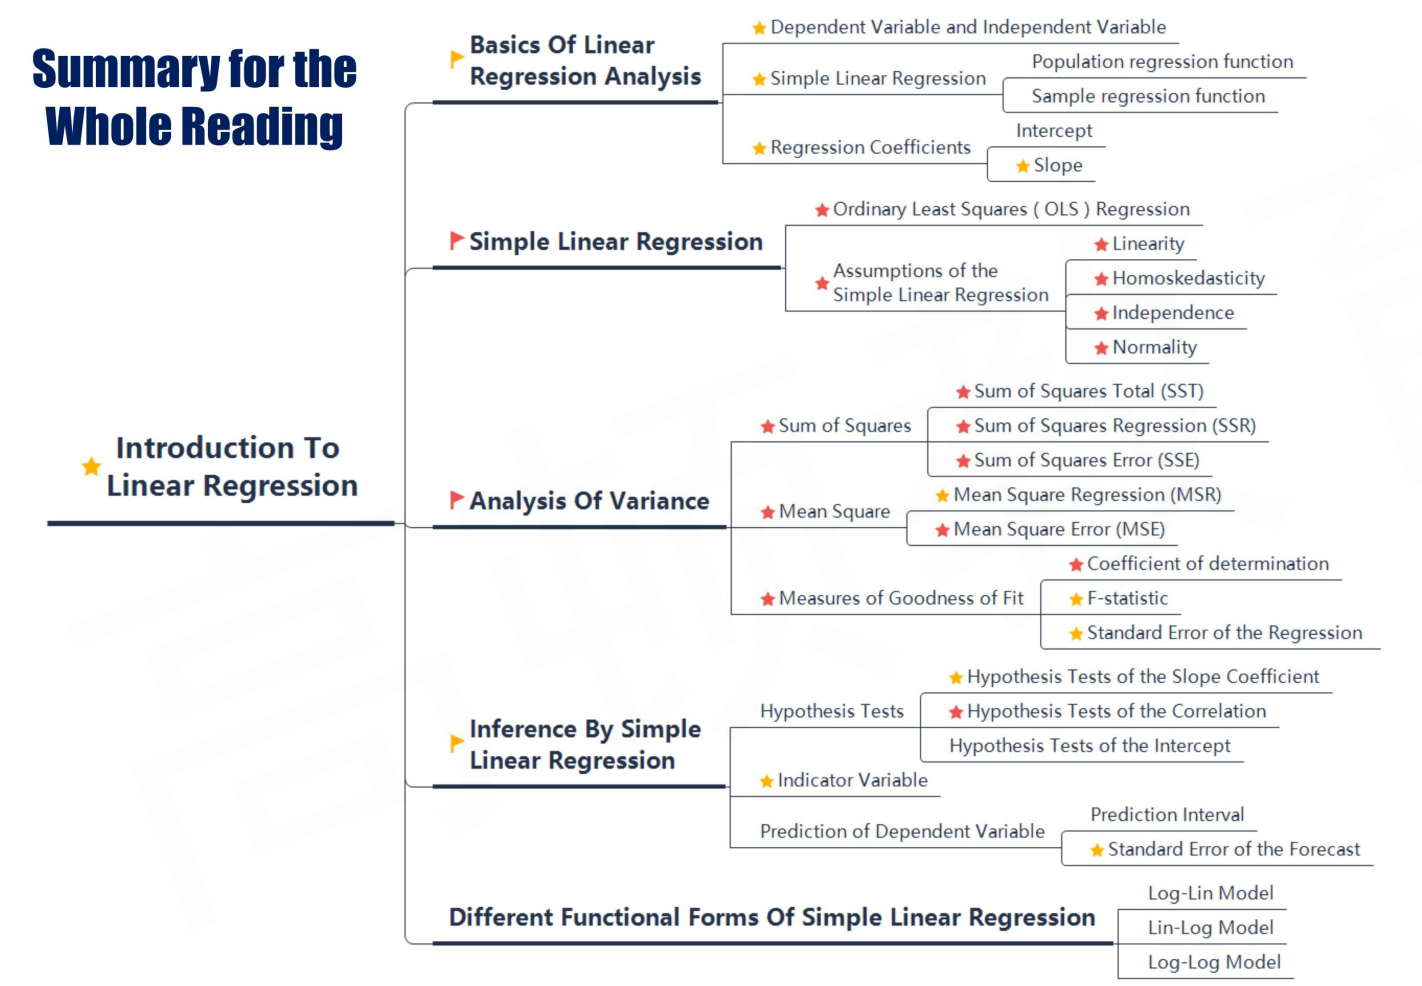 Summary for the
Whole Reading
Introduction To
Linear Regression
Basics Of Linear
Regression Analysis
Dependent Variable and Independent Variable
Simple Linear Regression
Population regression function
Sample regression function
Regression Coefficients
Intercept
Slope
Simple Linear Regression
Ordinary Least Squares ( OLS ) Regression
Assumptions of the
Simple Linear Regression
Linearity
Homoskedasticity
Independence
Normality
Analysis Of Variance
Sum of Squares
Sum of Squares Total (SST)
Sum of Squares Regression (SSR)
Sum of Squares Error (SSE)
Mean Square
Mean Square Regression (MSR)
Mean Square Error (MSE)
Measures of Goodness of Fit
Coefficient of determination
F-statistic
Standard Error of the Regression
Inference By Simple
Linear Regression
Hypothesis Tests
Hypothesis Tests of the Slope Coefficient
Hypothesis Tests of the Correlation
Hypothesis Tests of the Intercept
Indicator Variable
Prediction of Dependent Variable
Prediction Interval
Standard Error of the Forecast
Different Functional Forms Of Simple Linear Regression
Log-Lin Model
Lin-Log Model
Log-Log Model